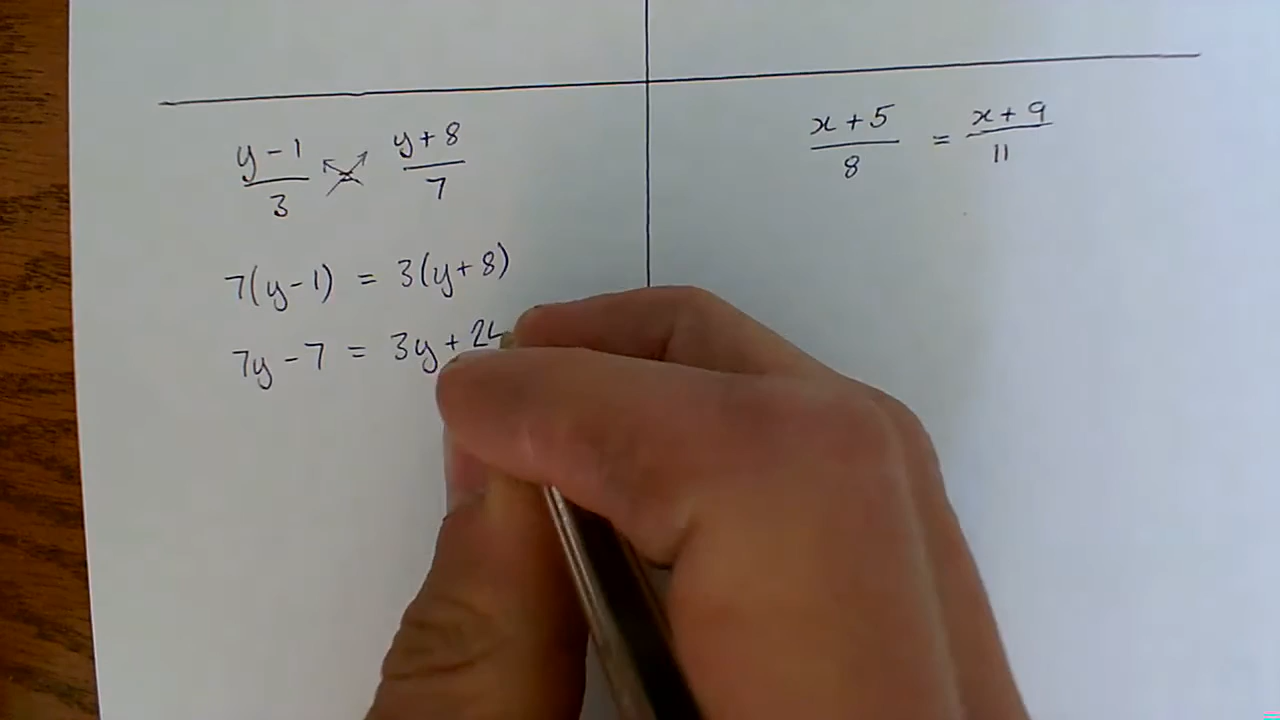 y - 1 / 3 y + 8 / 7
7(y - 1) = 3(y + 8)
7y - 7 = 3y + 24
x + 5 / 8 = x + 9 / 11